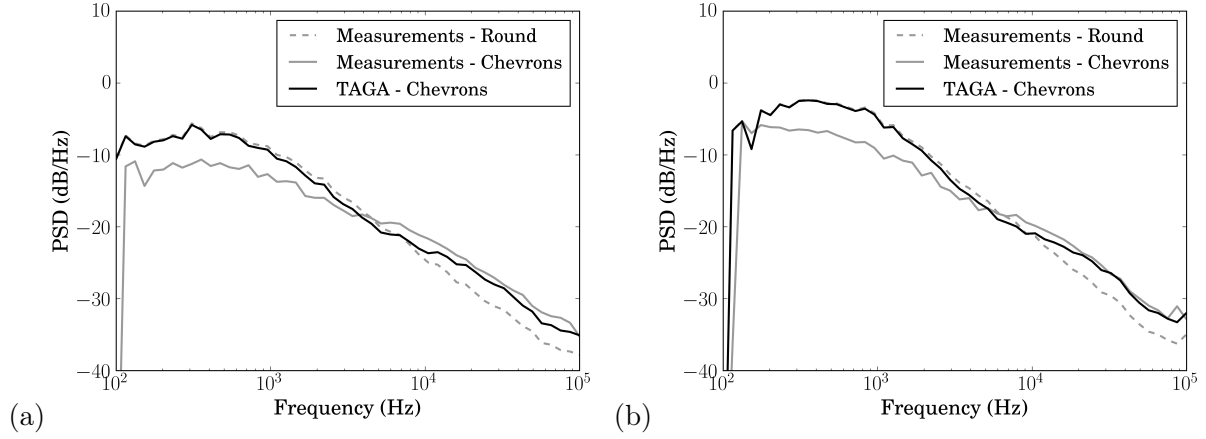 10
0
−10
−20
−30
−40
PSD (dB/Hz)
Measurements - Round
Measurements - Chevrons
TAGA - Chevrons
10² 10³ 10⁴ 10⁵
Frequency (Hz)
(a)
10
0
−10
−20
−30
−40
PSD (dB/Hz)
Measurements - Round
Measurements - Chevrons
TAGA - Chevrons
10² 10³ 10⁴ 10⁵
Frequency (Hz)
(b)